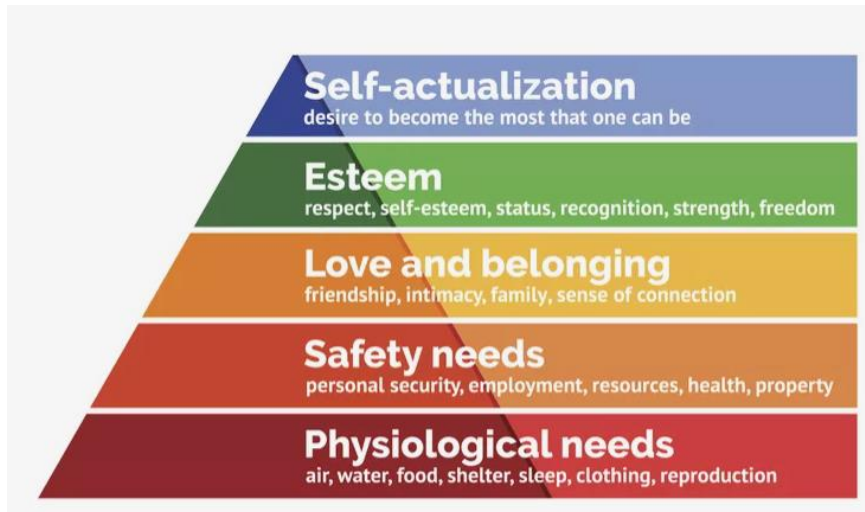 Self-actualization
desire to become the most that one can be
Esteem
respect, self-esteem, status, recognition, strength, freedom
Love and belonging
friendship, intimacy, family, sense of connection
Safety needs
personal security, employment, resources, health, property
Physiological needs
air, water, food, shelter, sleep, clothing, reproduction